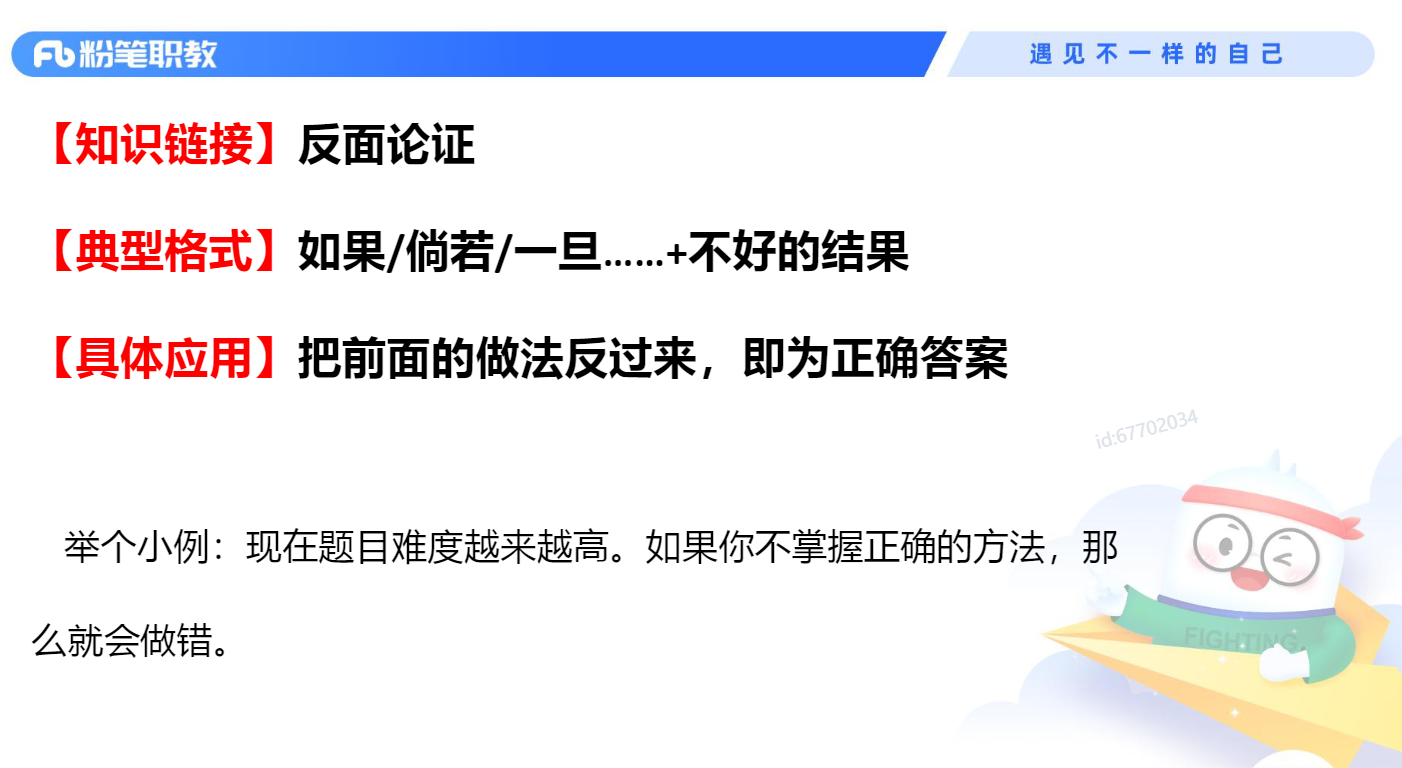 粉笔职教
遇见不一样的自己
【知识链接】反面论证
【典型格式】如果/倘若/一旦……+不好的结果
【具体应用】把前面的做法反过来，即为正确答案
id:67702034
举个小例：现在题目难度越来越高。如果你不掌握正确的方法，那
么就会做错。
FIGHTING